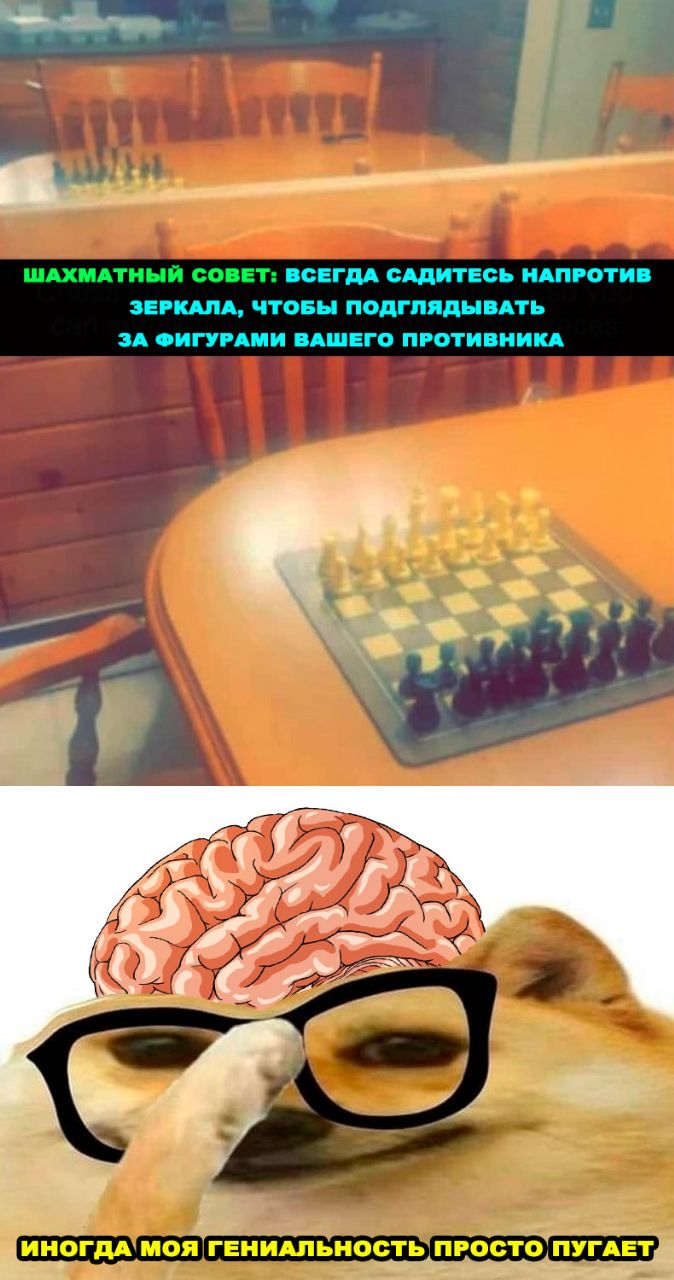 ШАХМАТНЫЙ СОВЕТ: ВСЕГДА САДИТЕСЬ НАПРОТИВ
ЗЕРКАЛА, ЧТОБЫ ПОДГЛЯДЫВАТЬ
ЗА ФИГУРАМИ ВАШЕГО ПРОТИВНИКА
ИНОГДА МОЯ ГЕНИАЛЬНОСТЬ ПРОСТО ПУГАЕТ